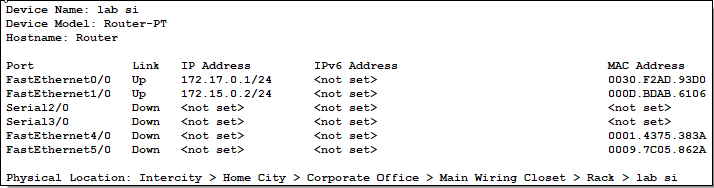 Device Name: lab si
Device Model: Router-PT
Hostname: Router
Port Link IP Address IPv6 Address MAC Address
FastEthernet0/0 Up 172.17.0.1/24 <not set> 0030.F2AD.93D0
FastEthernet1/0 Up 172.15.0.2/24 <not set> 000D.BDAB.6106
Serial2/0 Down <not set> <not set> <not set>
Serial3/0 Down <not set> <not set> <not set>
FastEthernet4/0 Down <not set> <not set> 0001.4375.383A
FastEthernet5/0 Down <not set> <not set> 0009.7C05.862A
Physical Location: Intercity > Home City > Corporate Office > Main Wiring Closet > Rack > lab si